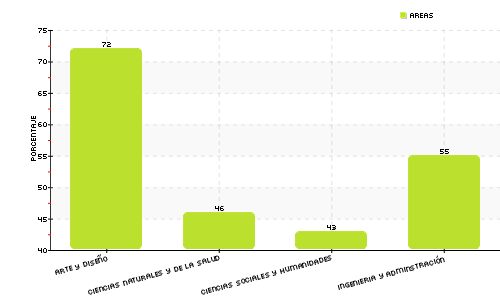 AREAS
PORCENTAJE
75
70
65
60
55
50
45
40
72
46
43
55
ARTE Y DISEÑO
CIENCIAS NATURALES Y DE LA SALUD
CIENCIAS SOCIALES Y HUMANIDADES
INGENIERIA Y ADMINSTRACIÓN